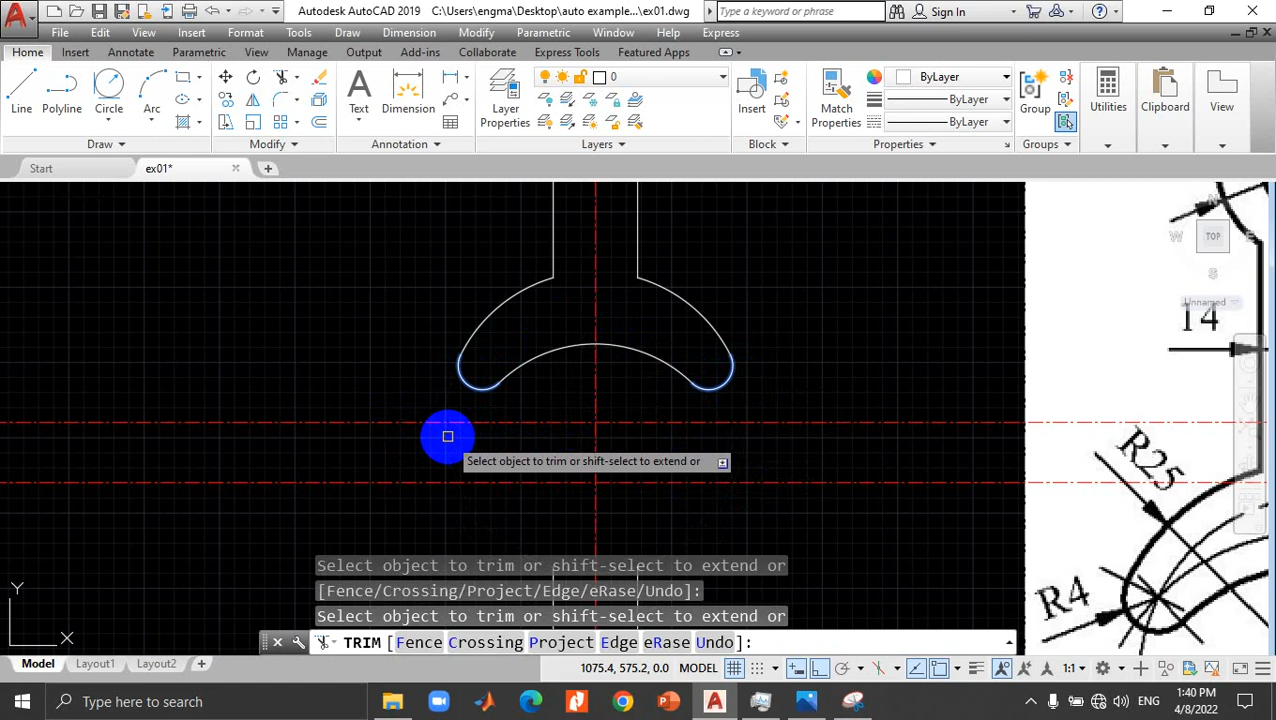 Autodesk AutoCAD 2019 C:\Users\engma\Desktop\auto example...\ex01.dwg
Type a keyword or phrase
Sign In
File Edit View Insert Format Tools Draw Dimension Modify Parametric Window Help Express
Home Insert Annotate Parametric View Manage Output Add-ins Collaborate Express Tools Featured Apps
Line Polyline Circle Arc
Text Dimension
Layer Properties
0
Insert
Match Properties
ByLayer
ByLayer
ByLayer
Group
Utilities
Clipboard
View
Draw Modify Annotation Layers Block Properties Groups
Start ex01*
N
W TOP E
S
Unnamed
14
R25
R4
Select object to trim or shift-select to extend or
Select object to trim or shift-select to extend or
[Fence/Crossing/Project/Edge/eRase/Undo]:
Select object to trim or shift-select to extend or
TRIM [Fence Crossing Project Edge eRase Undo]:
Y
X
Model Layout1 Layout2
1075.4, 575.2, 0.0 MODEL
1:1
Type here to search
ENG
1:40 PM
4/8/2022